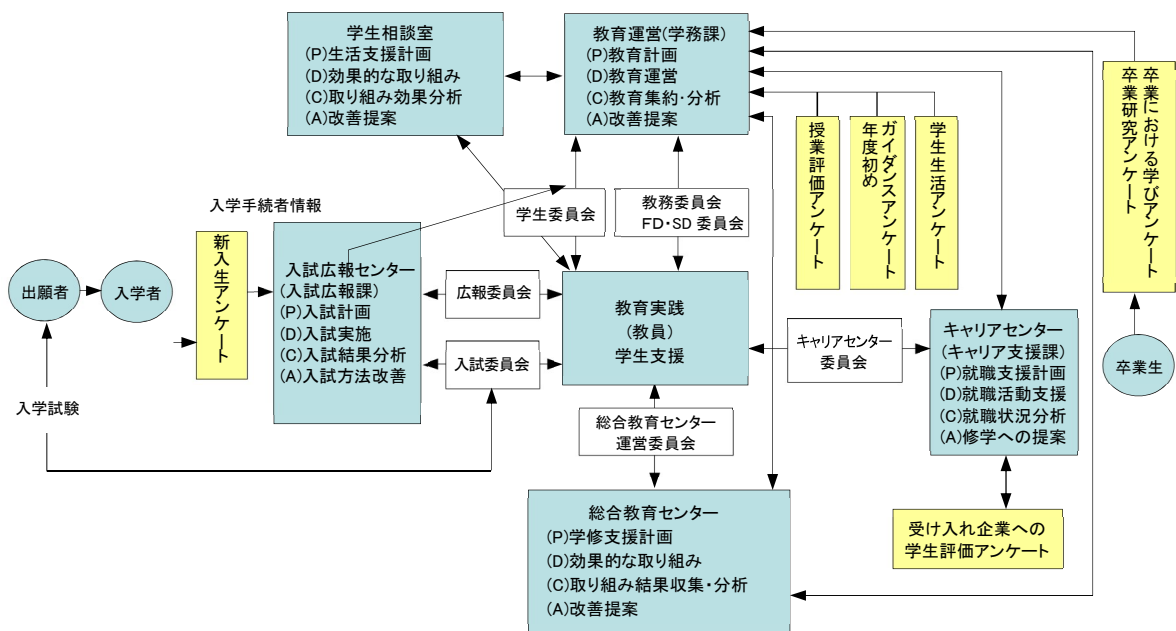 学生相談室
(P)生活支援計画
(D)効果的な取り組み
(C)取り組み効果分析
(A)改善提案
教育運営(学務課)
(P)教育計画
(D)教育運営
(C)教育集約・分析
(A)改善提案
授業評価アンケート
年度初め
ガイダンスアンケート
学生生活アンケート
卒業における学びアンケート
卒業研究アンケート
卒業生
学生委員会
教務委員会
FD・SD 委員会
入学手続者情報
新入生アンケート
出願者
入学者
入学試験
入試広報センター
(入試広報課)
(P)入試計画
(D)入試実施
(C)入試結果分析
(A)入試方法改善
広報委員会
入試委員会
教育実践
(教員)
学生支援
キャリアセンター
委員会
キャリアセンター
(キャリア支援課)
(P)就職支援計画
(D)就職活動支援
(C)就職状況分析
(A)修学への提案
総合教育センター
運営委員会
総合教育センター
(P)学修支援計画
(D)効果的な取り組み
(C)取り組み結果収集・分析
(A)改善提案
受け入れ企業への
学生評価アンケート